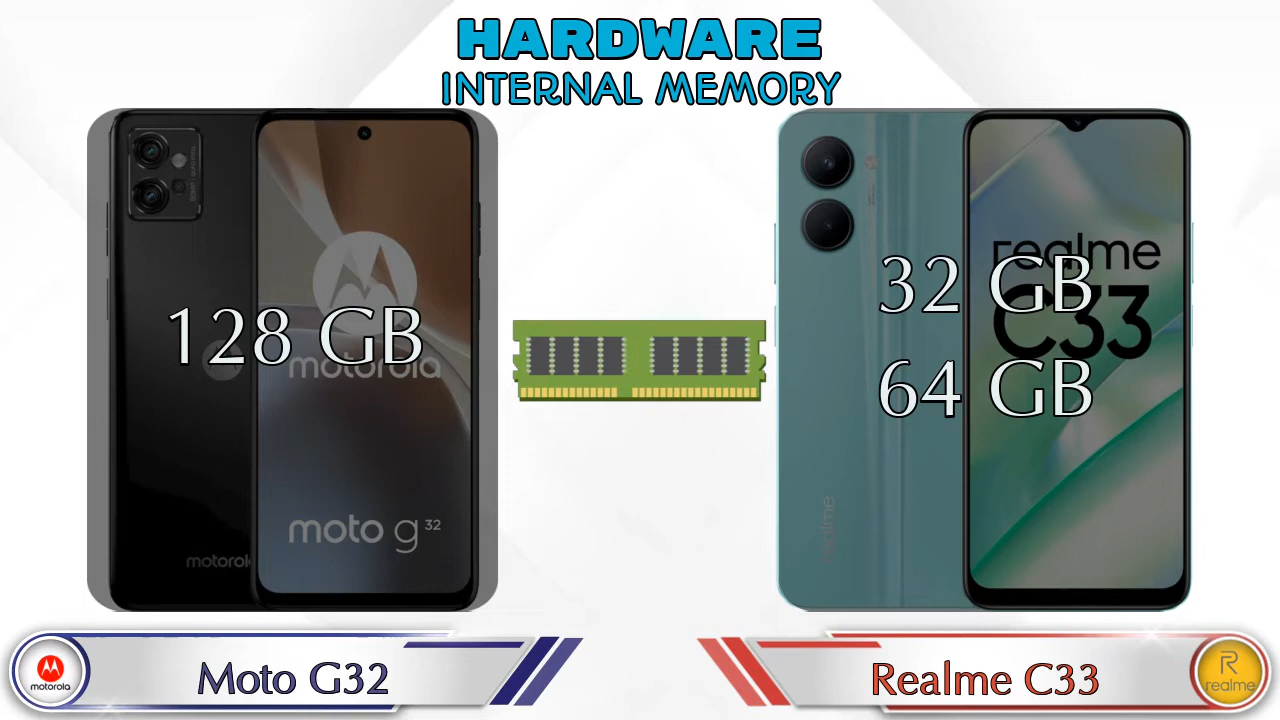 HARDWARE
INTERNAL MEMORY
128 GB
motorola
moto g 32
motorola
realme
C33
32 GB
64 GB
realme
motorola
Moto G32
Realme C33
R
realme